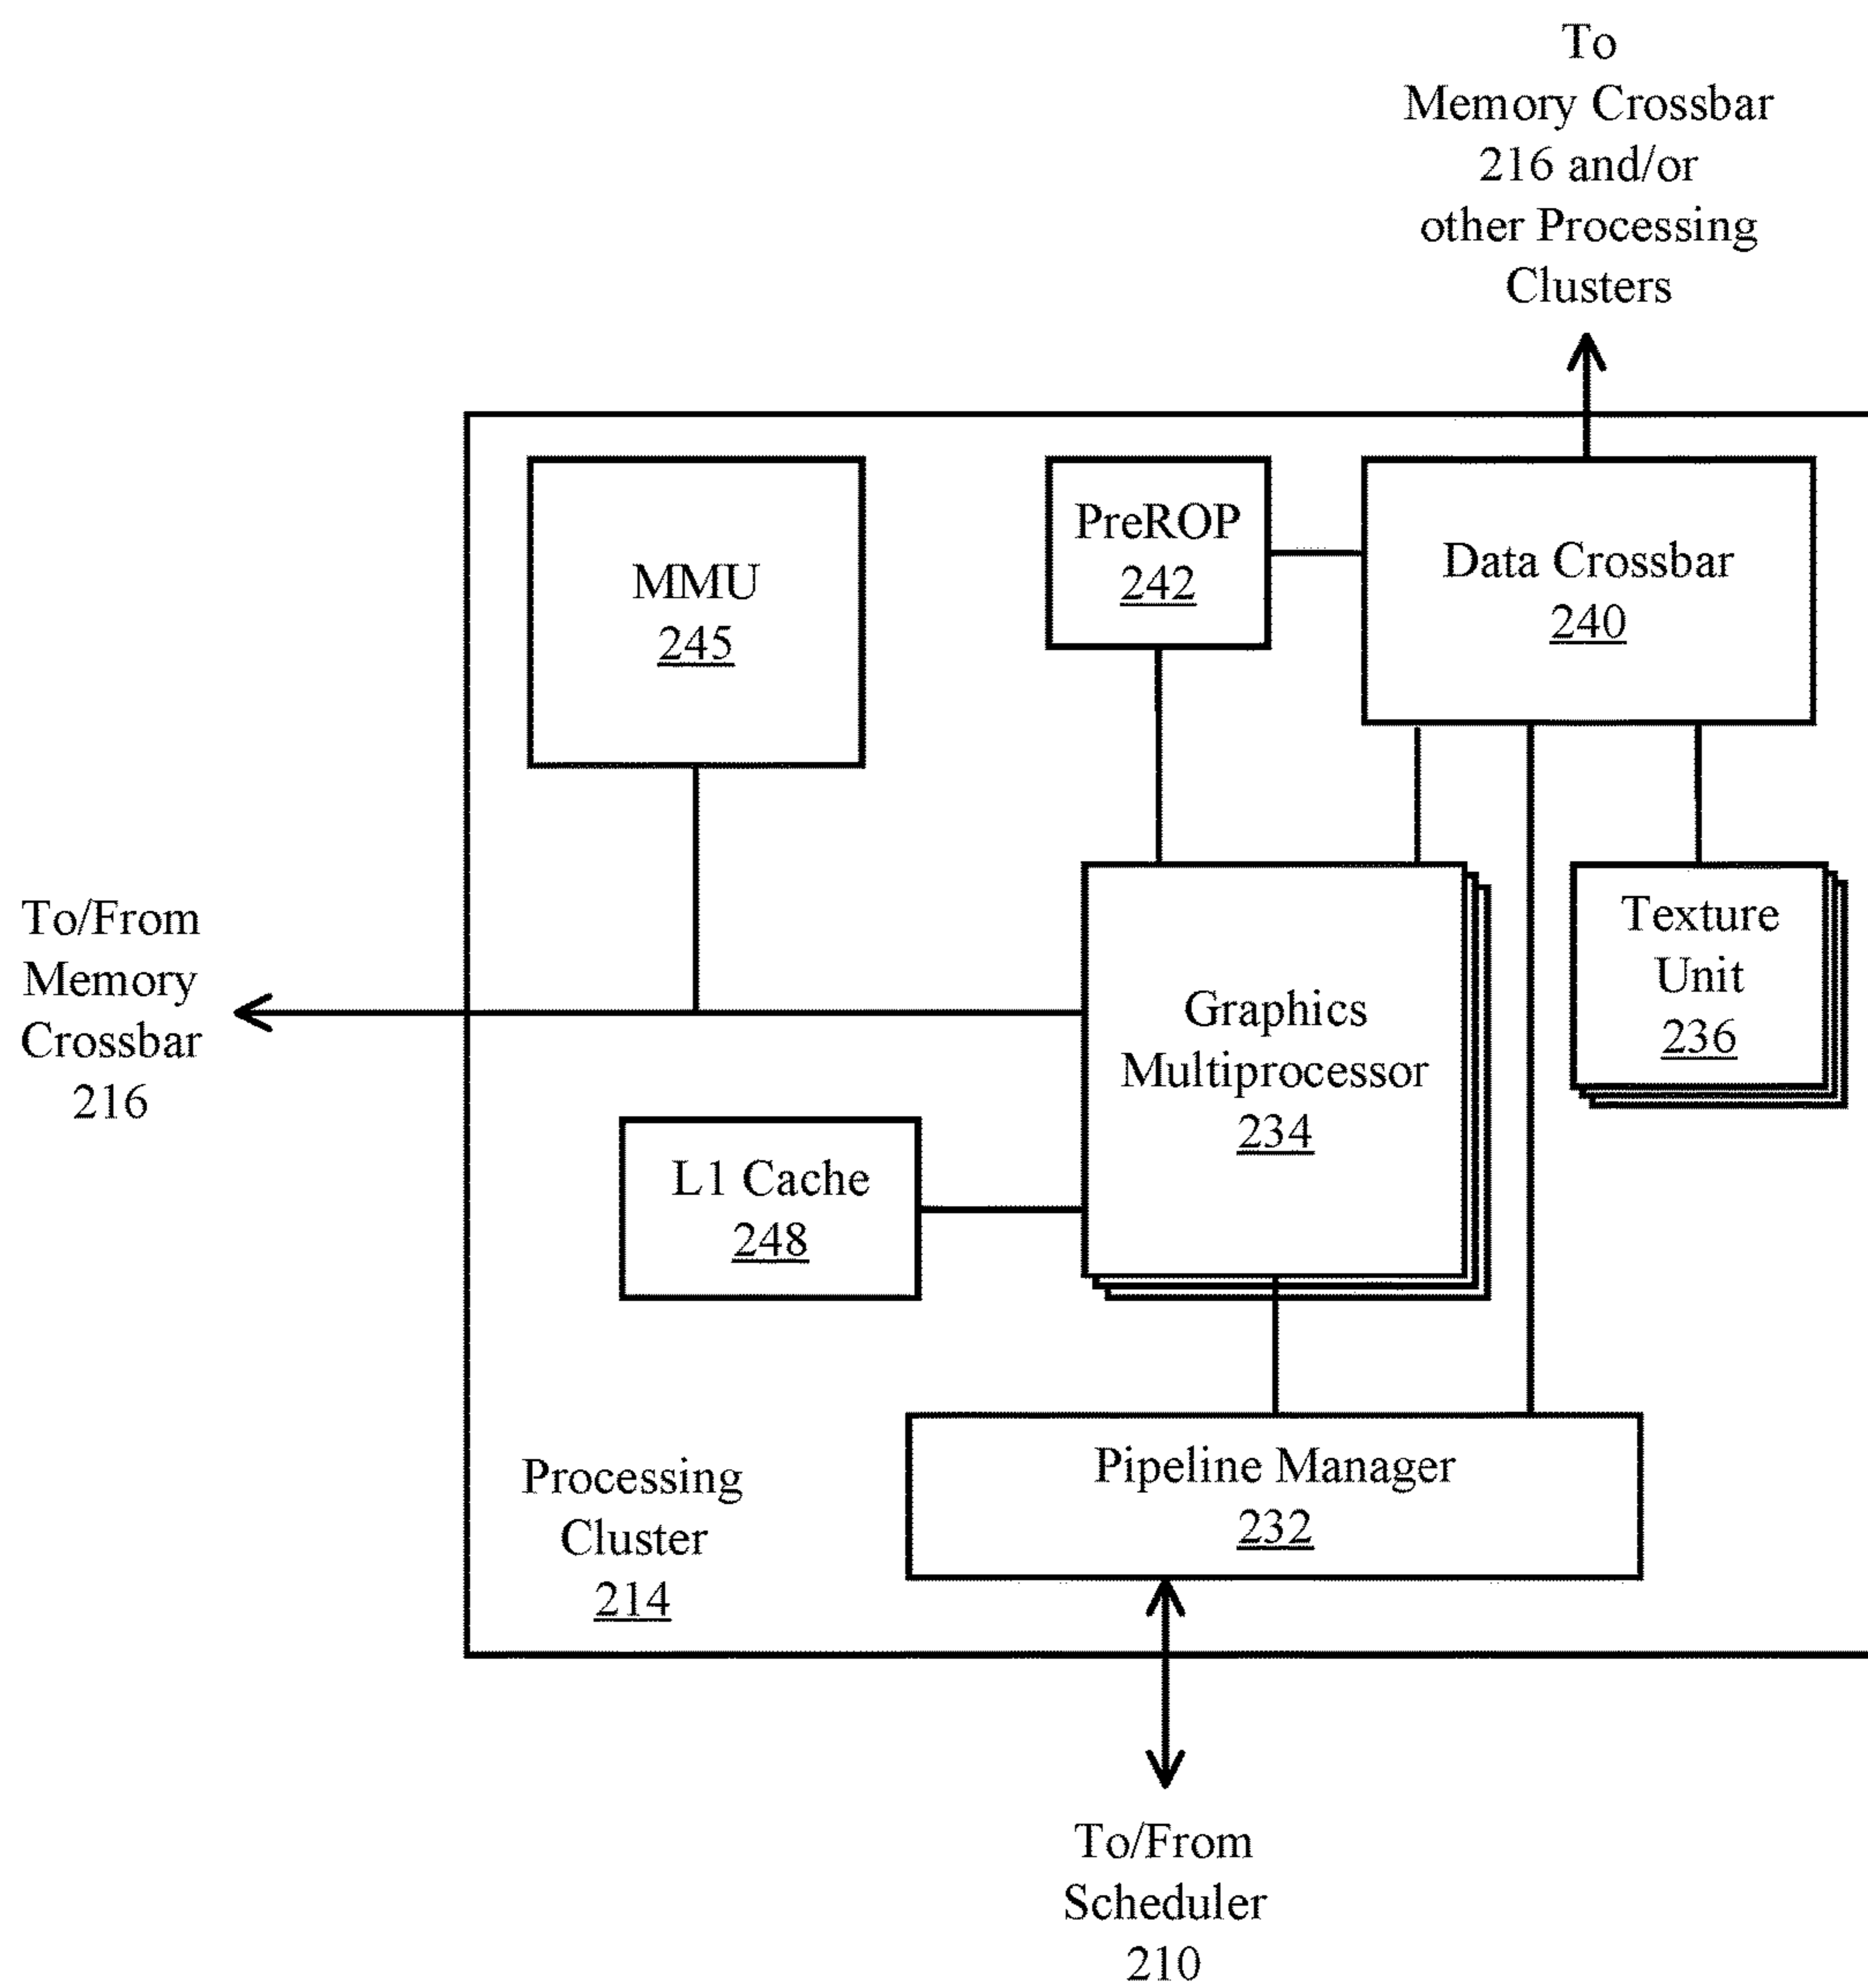 To
Memory Crossbar
216 and/or
other Processing
Clusters
MMU
245
PreROP
242
Data Crossbar
240
To/From
Memory
Crossbar
216
Graphics
Multiprocessor
234
Texture
Unit
236
L1 Cache
248
Processing
Cluster
214
Pipeline Manager
232
To/From
Scheduler
210